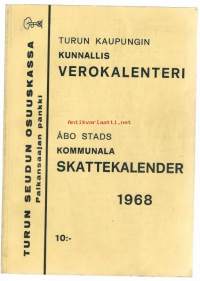 TURUN KAUPUNGIN
KUNNALLIS
VEROKALENTERI
ÅBO STADS
KOMMUNALA
SKATTEKALENDER
1968
10:-
TURUN SEUDUN OSUUSKASSA
Palkansaajan pankki
antikvariaatti.net